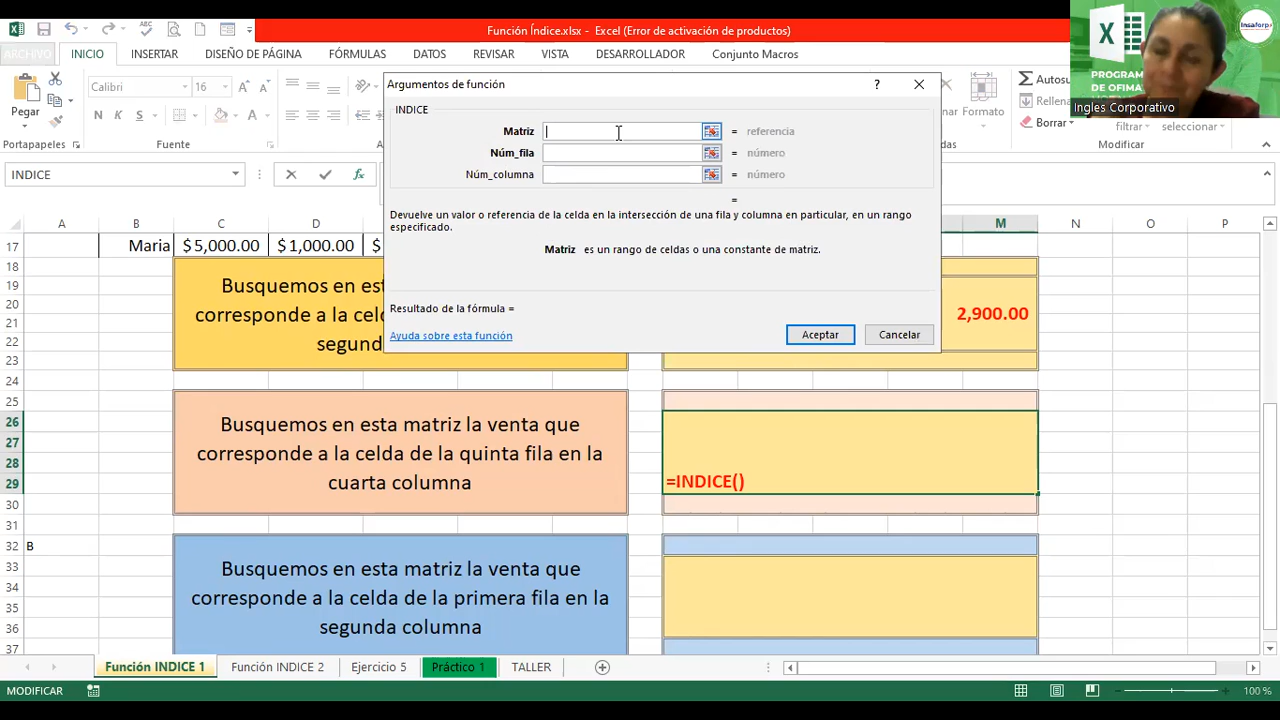 Función Índice.xlsx - Excel (Error de activación de productos)
ARCHIVO INICIO INSERTAR DISEÑO DE PÁGINA FÓRMULAS DATOS REVISAR VISTA DESARROLLADOR Conjunto Macros
Insaforp
PROGRAM
DE OFIMA
Ingles Corporativo
Pegar
Calibri 16
N
Formato
Autosu
Rellena
Borrar
filtrar seleccionar
Portapapeles
Modificar
INDICE
Argumentos de función
INDICE
Matriz = referencia
Núm_fila = número
Núm_columna = número
=
Devuelve un valor o referencia de la celda en la intersección de una fila y columna en particular, en un rango
especificado.
Matriz es un rango de celdas o una constante de matriz.
Resultado de la fórmula =
Ayuda sobre esta función
Aceptar Cancelar
A B C D M N O P
17 Maria $ 5,000.00 $ 1,000.00 $
18
19
20
21
22
23
24
25
26
27
28
29
30
31
32 B
33
34
35
36
37
Busquemos en est
corresponde a la celd
segund
2,900.00
Busquemos en esta matriz la venta que
corresponde a la celda de la quinta fila en la
cuarta columna
=INDICE()
Busquemos en esta matriz la venta que
corresponde a la celda de la primera fila en la
segunda columna
Función INDICE 1 Función INDICE 2 Ejercicio 5 Práctico 1 TALLER
MODIFICAR
100 %